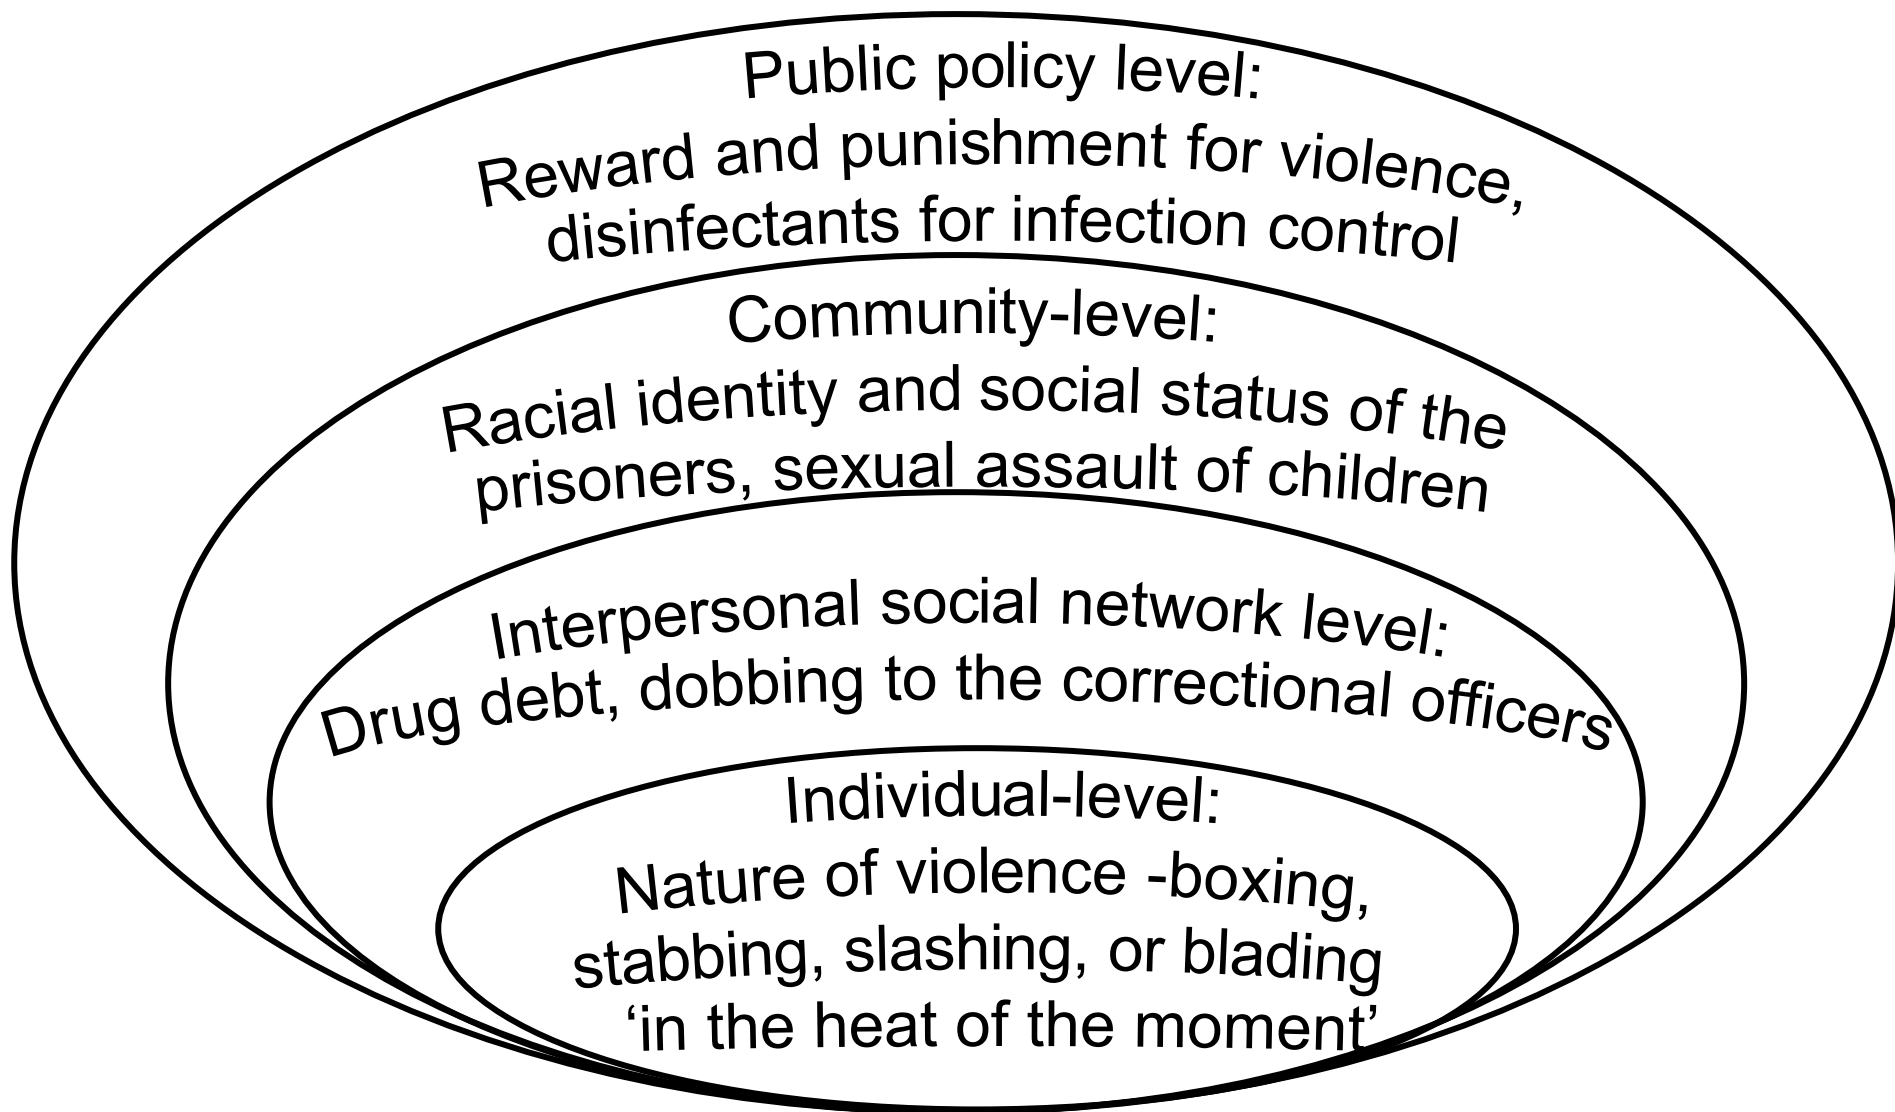 Public policy level:
Reward and punishment for violence,
disinfectants for infection control
Community-level:
Racial identity and social status of the
prisoners, sexual assault of children
Interpersonal social network level:
Drug debt, dobbing to the correctional officers
Individual-level:
Nature of violence -boxing,
stabbing, slashing, or blading
‘in the heat of the moment’